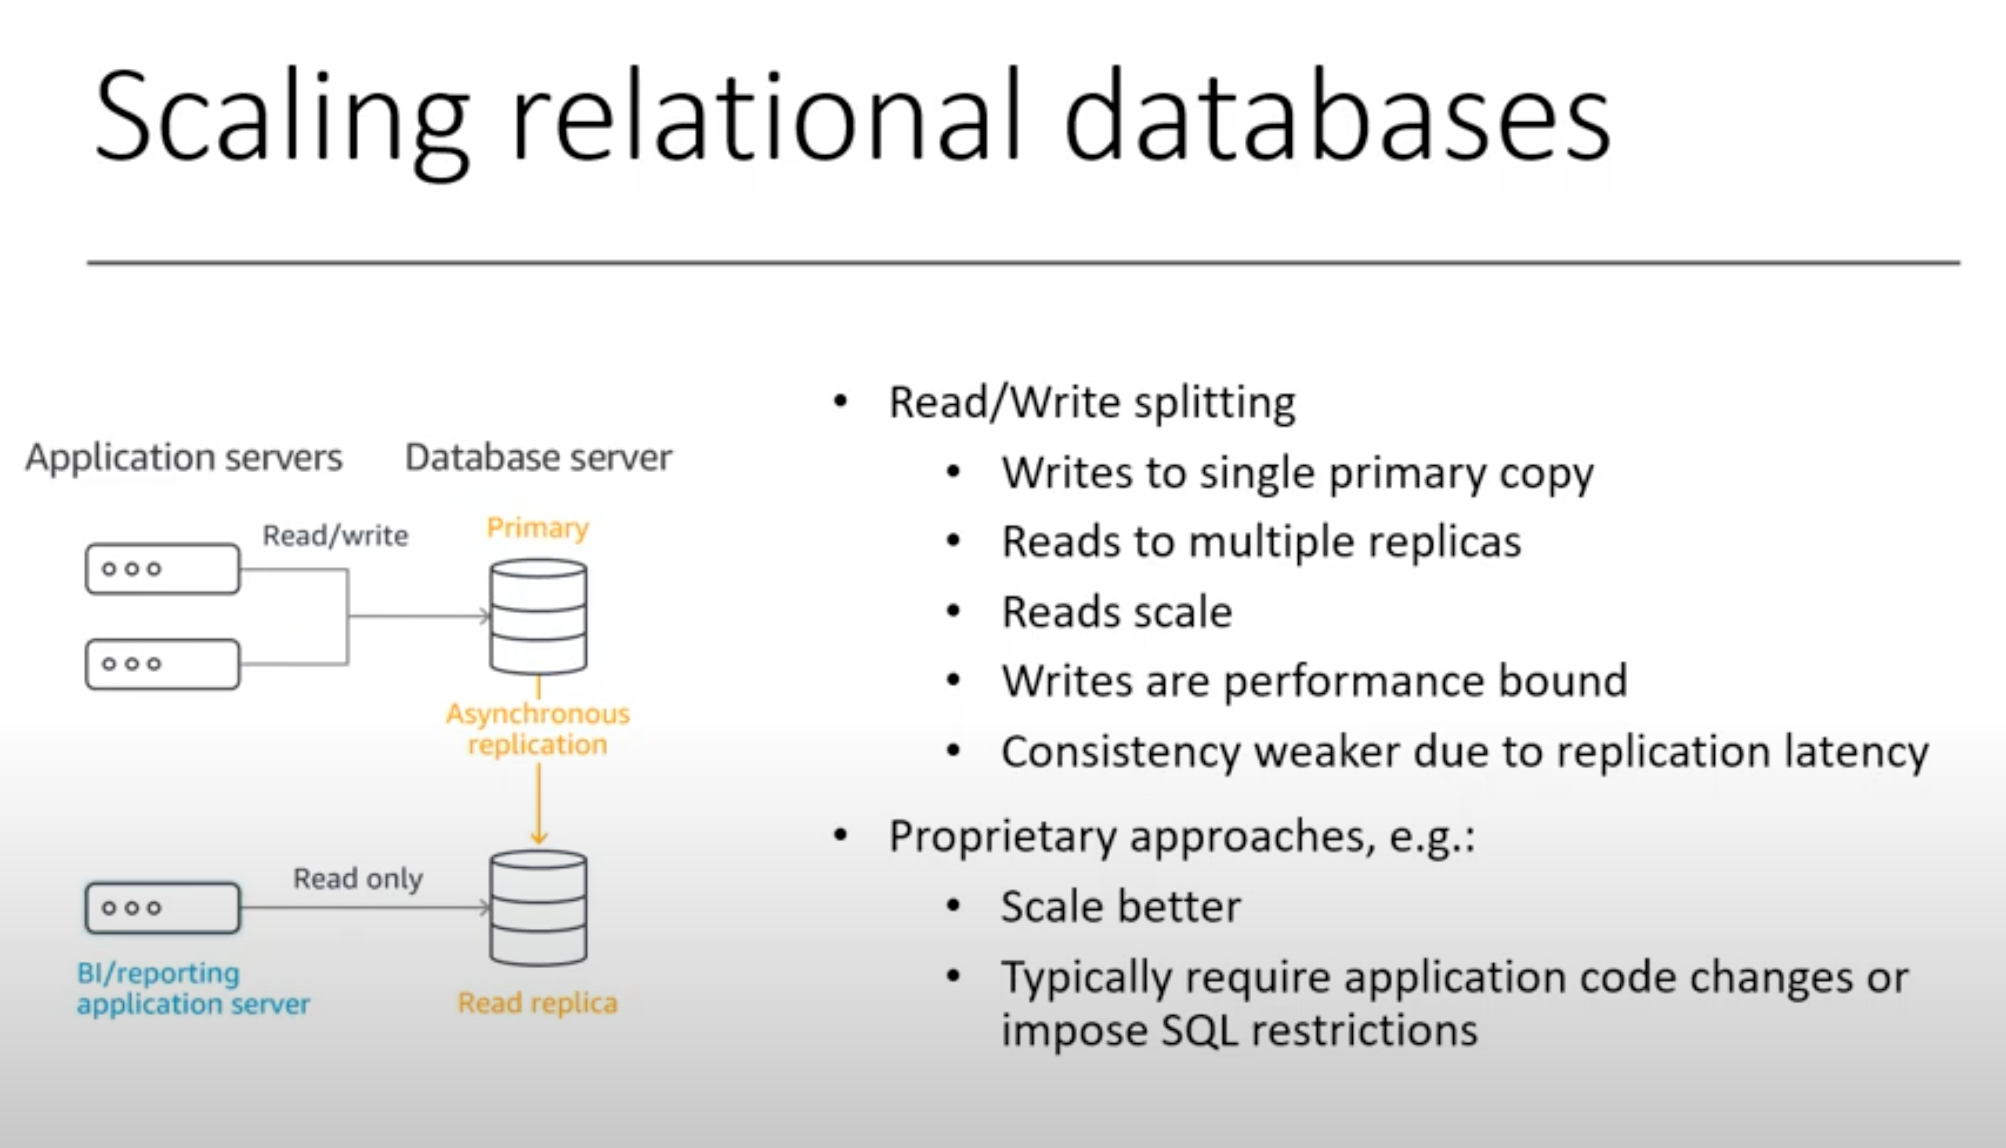 Scaling relational databases
Application servers
Database server
Read/write
Primary
Asynchronous
replication
Read only
BI/reporting
application server
Read replica
• Read/Write splitting
• Writes to single primary copy
• Reads to multiple replicas
• Reads scale
• Writes are performance bound
• Consistency weaker due to replication latency
• Proprietary approaches, e.g.:
• Scale better
• Typically require application code changes or
impose SQL restrictions